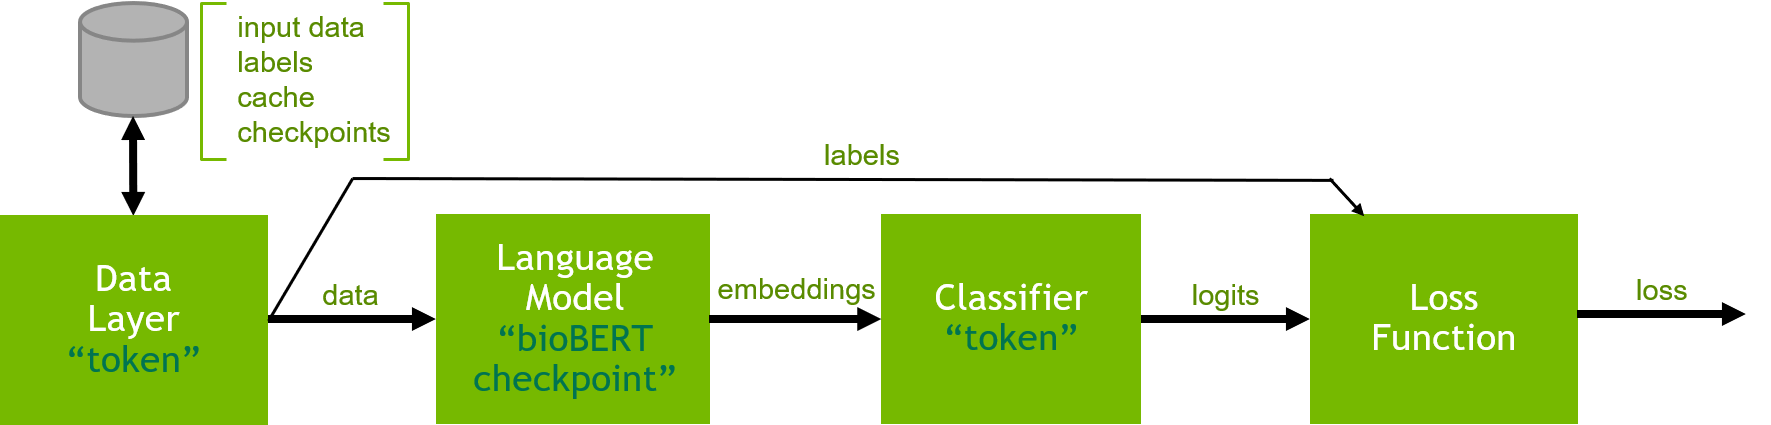 input data
labels
cache
checkpoints
labels
Data
Layer
“token”
data
Language
Model
“bioBERT
checkpoint”
embeddings
Classifier
“token”
logits
Loss
Function
loss